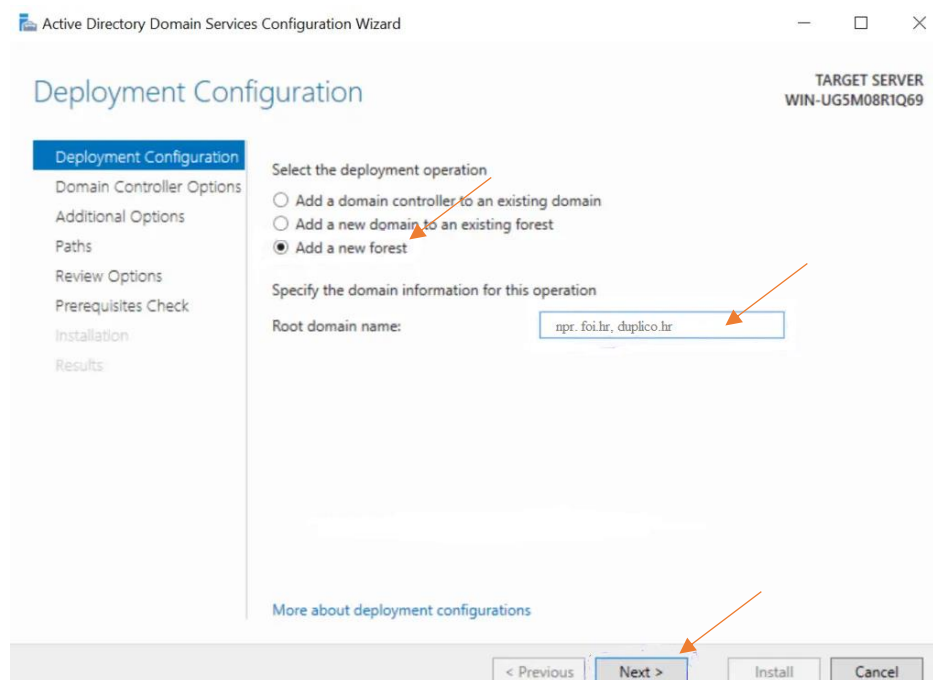 Active Directory Domain Services Configuration Wizard
Deployment Configuration
TARGET SERVER
WIN-UG5M08R1Q69
Deployment Configuration
Domain Controller Options
Additional Options
Paths
Review Options
Prerequisites Check
Installation
Results
Select the deployment operation
Add a domain controller to an existing domain
Add a new domain to an existing forest
Add a new forest
Specify the domain information for this operation
Root domain name: npr. foi.hr, duplico.hr
More about deployment configurations
< Previous Next > Install Cancel